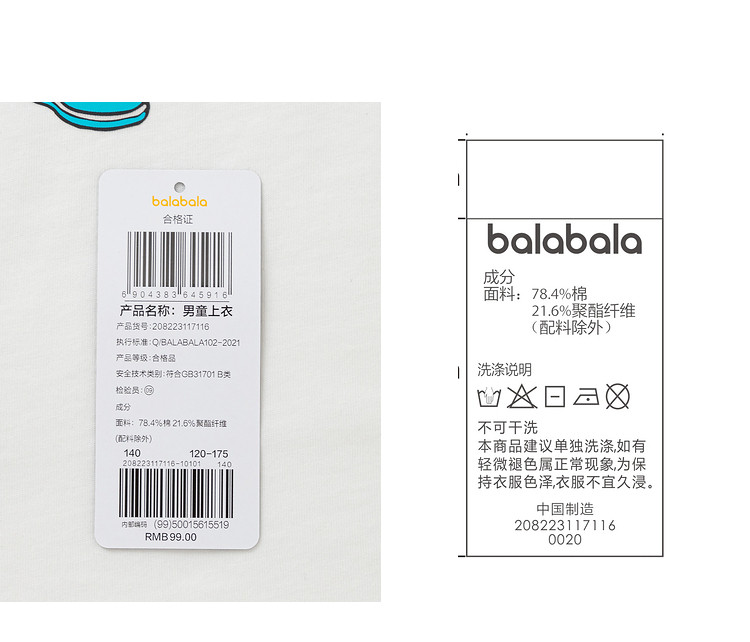 balabala
合格证
6904383645916
产品名称：男童上衣
产品货号：208223117116
执行标准：Q/BALABALA102-2021
产品等级：合格品
安全技术类别：符合GB31701 B类
检验员：
成分
面料：78.4%棉 21.6%聚酯纤维
(配料除外)
140 120-175
208223117116-10101 140
内部编码 (99)50015615519
RMB99.00
balabala
成分
面料：78.4%棉
21.6%聚酯纤维
（配料除外）
洗涤说明
不可干洗
本商品建议单独洗涤,如有
轻微褪色属正常现象,为保
持衣服色泽,衣服不宜久浸。
中国制造
208223117116
0020